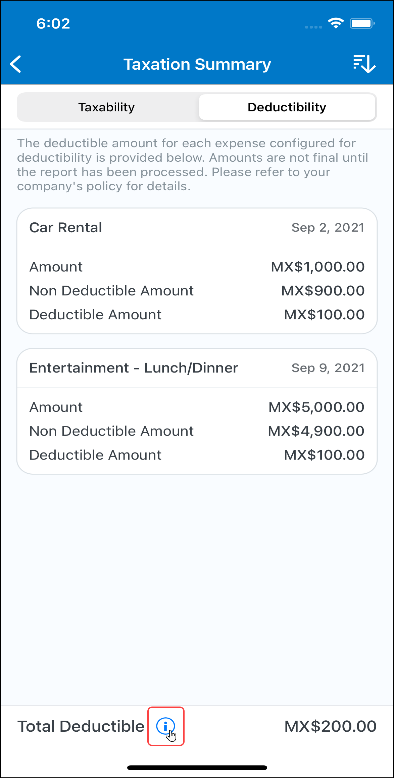 6:02
Taxation Summary
Taxability Deductibility
The deductible amount for each expense configured for
deductibility is provided below. Amounts are not final until
the report has been processed. Please refer to your
company's policy for details.
Car Rental Sep 2, 2021
Amount MX$1,000.00
Non Deductible Amount MX$900.00
Deductible Amount MX$100.00
Entertainment - Lunch/Dinner Sep 9, 2021
Amount MX$5,000.00
Non Deductible Amount MX$4,900.00
Deductible Amount MX$100.00
Total Deductible MX$200.00